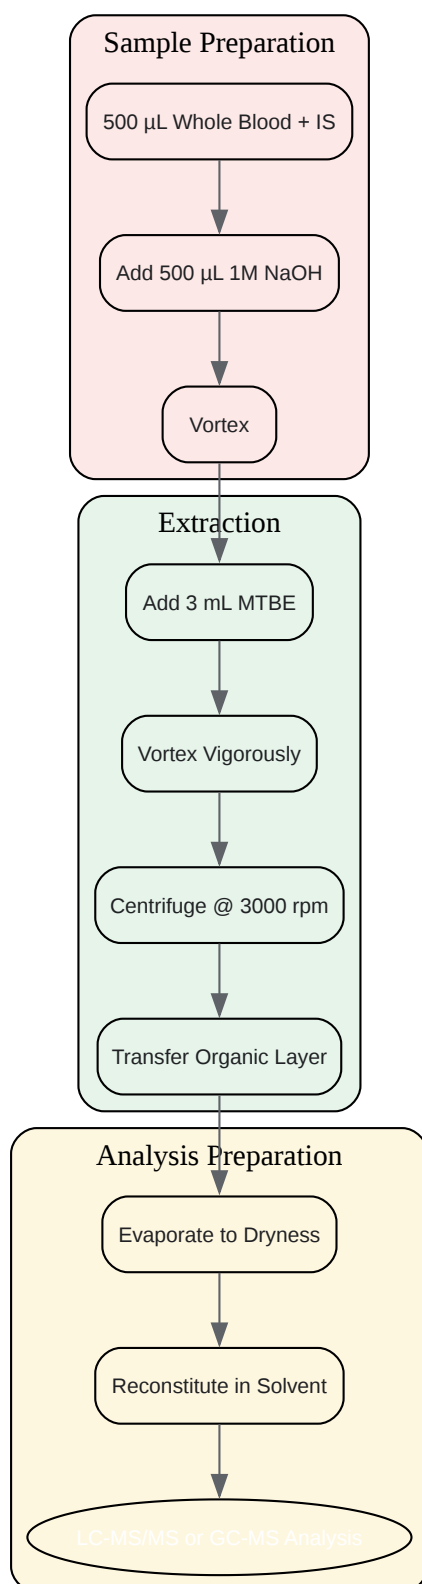 Sample Preparation
500 µL Whole Blood + IS
Add 500 µL 1M NaOH
Vortex
Extraction
Add 3 mL MTBE
Vortex Vigorously
Centrifuge @ 3000 rpm
Transfer Organic Layer
Analysis Preparation
Evaporate to Dryness
Reconstitute in Solvent
LC-MS/MS or GC-MS Analysis